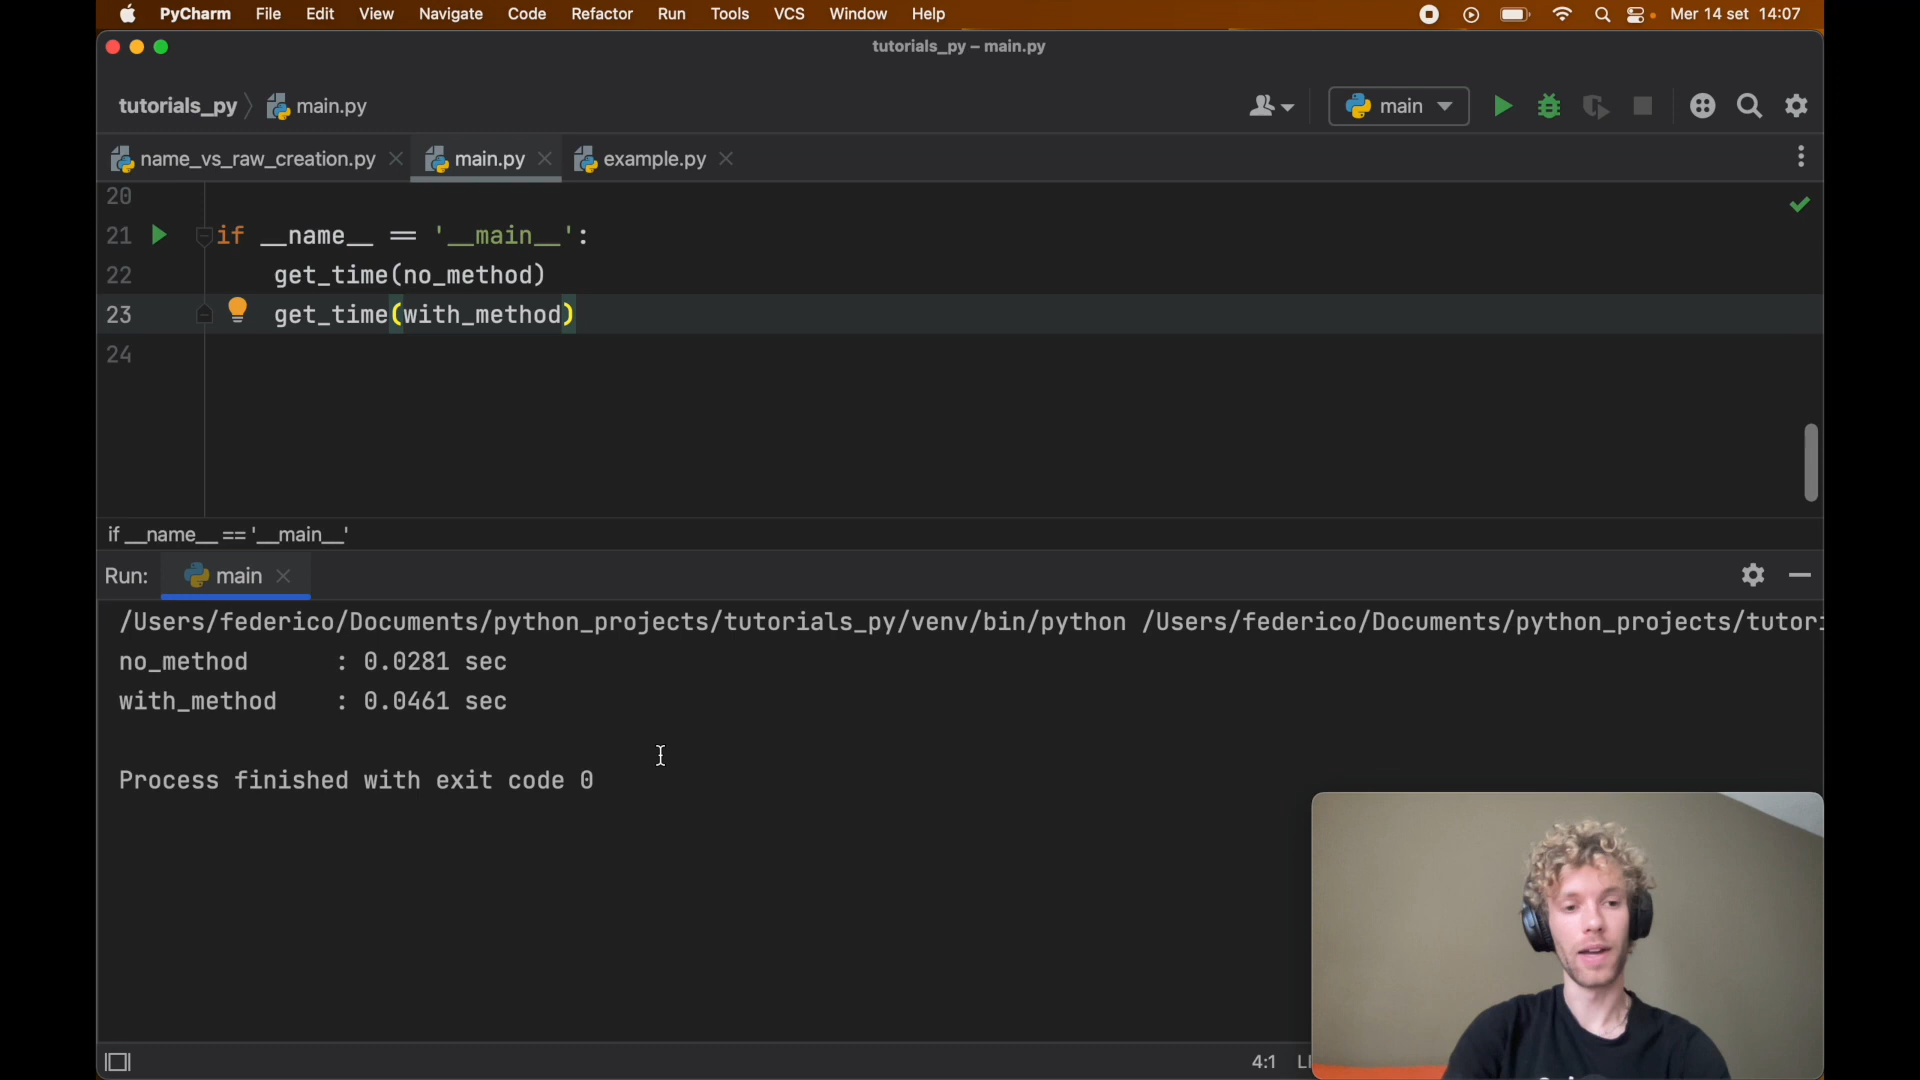 PyCharm File Edit View Navigate Code Refactor Run Tools VCS Window Help Mer 14 set 14:07
tutorials_py – main.py
tutorials_py main.py main
name_vs_raw_creation.py main.py example.py
20
21 if __name__ == '__main__':
22 get_time(no_method)
23 get_time(with_method)
24
if __name__ == '__main__'
Run: main
/Users/federico/Documents/python_projects/tutorials_py/venv/bin/python /Users/federico/Documents/python_projects/tutori
no_method : 0.0281 sec
with_method : 0.0461 sec
Process finished with exit code 0
4:1